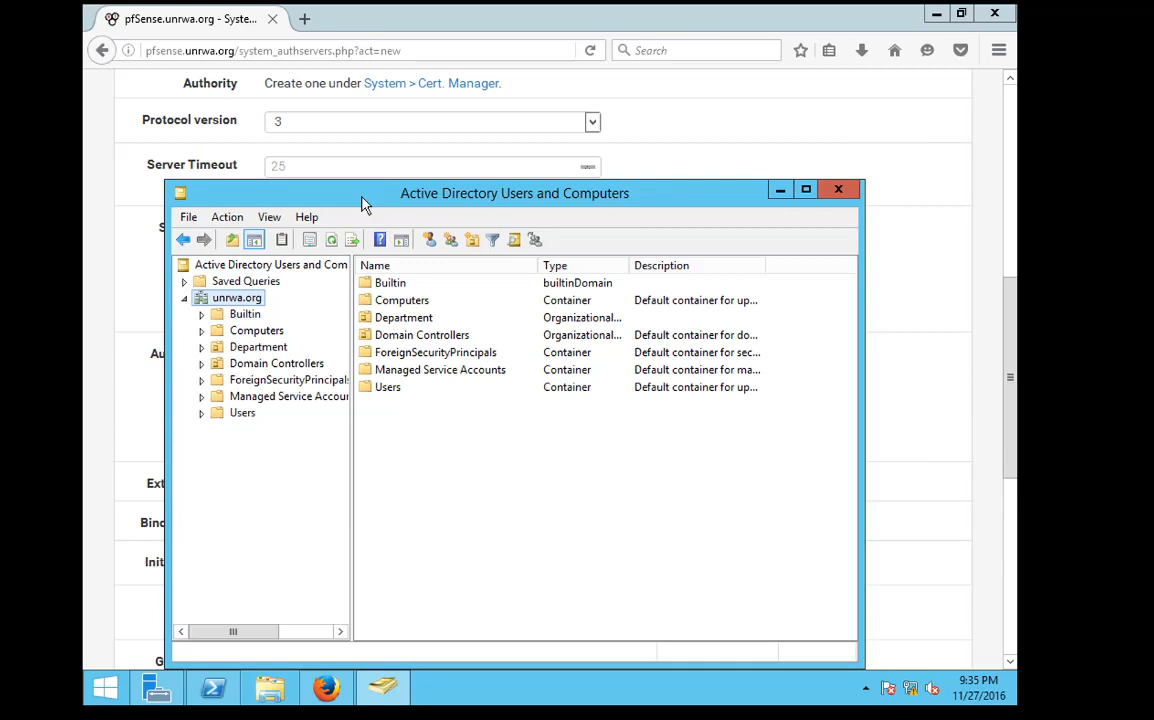 pfSense.unrwa.org - Syste...
pfsense.unrwa.org/system_authservers.php?act=new
Search
Authority
Create one under System > Cert. Manager.
Protocol version
3
Server Timeout
25
S
Active Directory Users and Computers
File Action View Help
Active Directory Users and Com
Saved Queries
unrwa.org
Builtin
Computers
Department
Domain Controllers
ForeignSecurityPrincipals
Managed Service Accour
Users
Name Type Description
Builtin builtinDomain
Computers Container Default container for up...
Department Organizational...
Domain Controllers Organizational... Default container for do...
ForeignSecurityPrincipals Container Default container for sec...
Managed Service Accounts Container Default container for ma...
Users Container Default container for up...
Au
Ext
Bind
Init
G
9:35 PM
11/27/2016